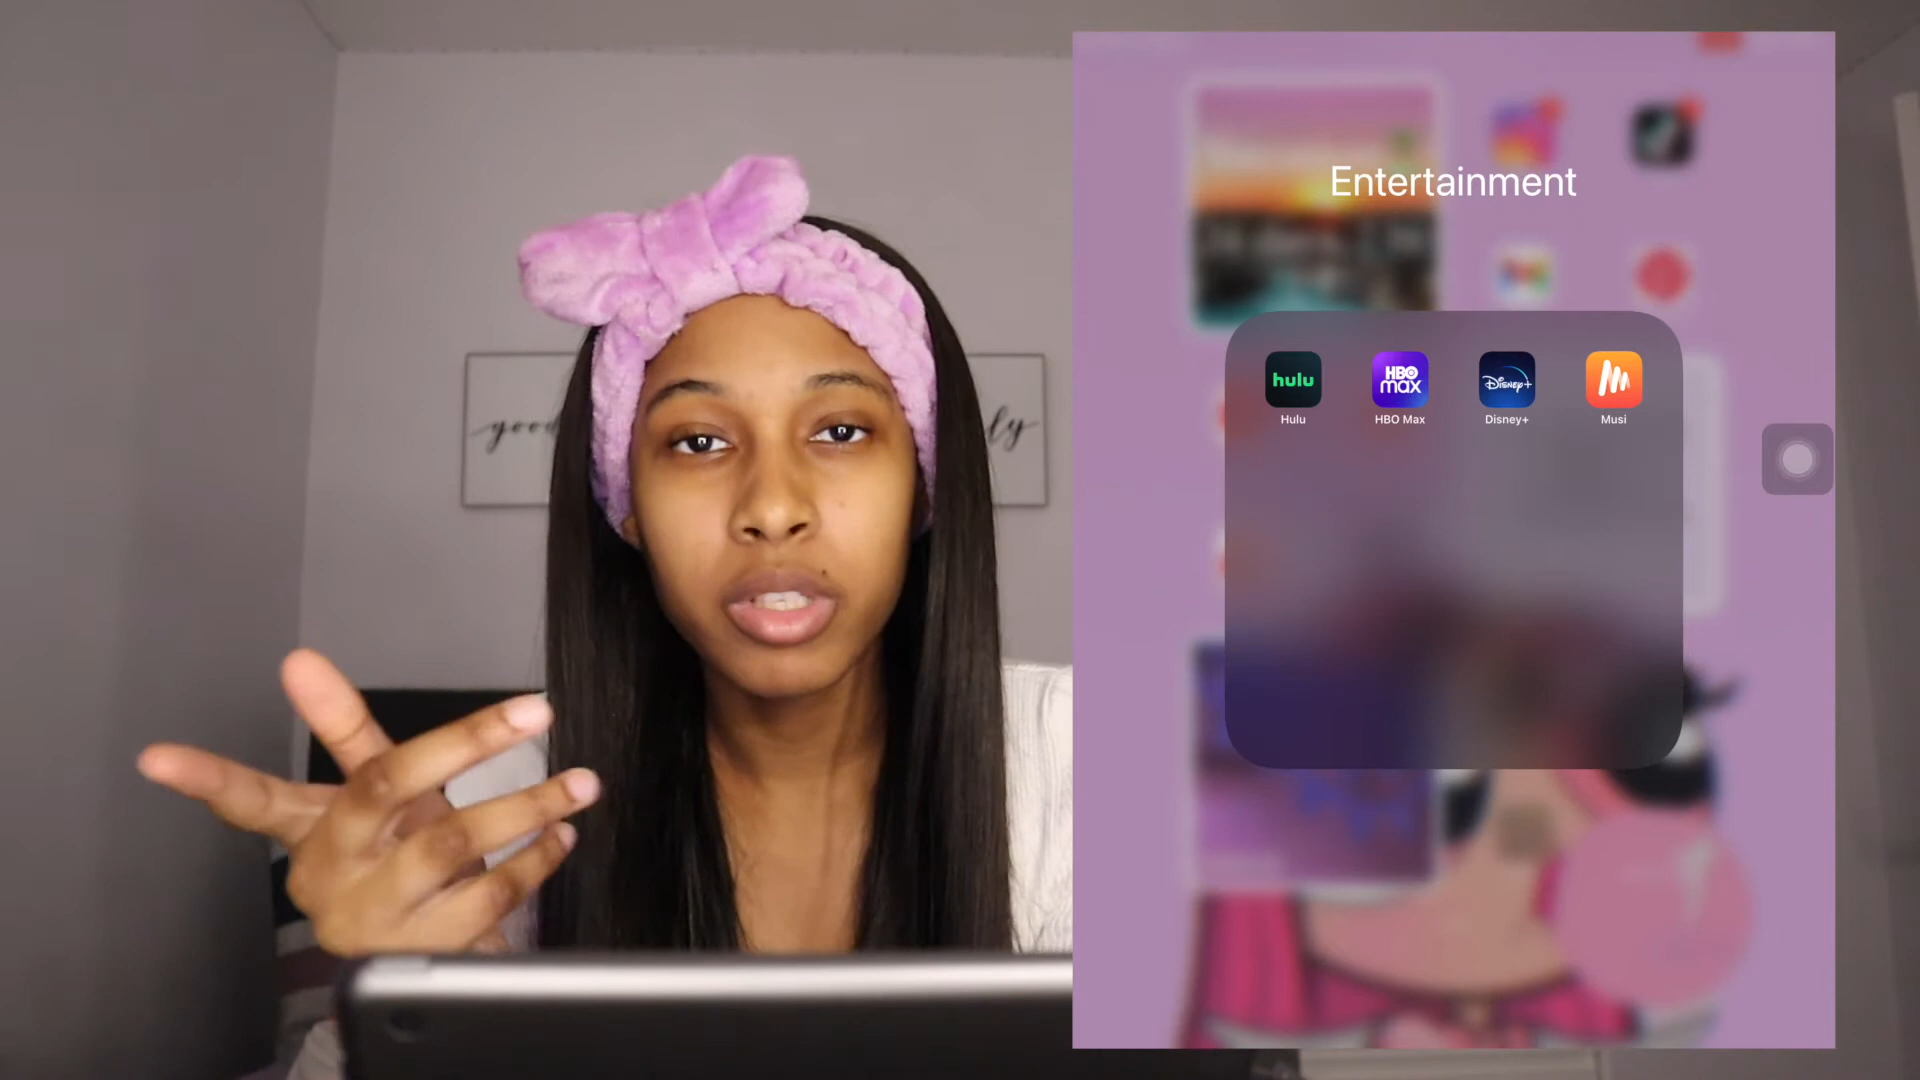 Entertainment
hulu
HBO
max
Disney+
Hulu
HBO Max
Disney+
Musi